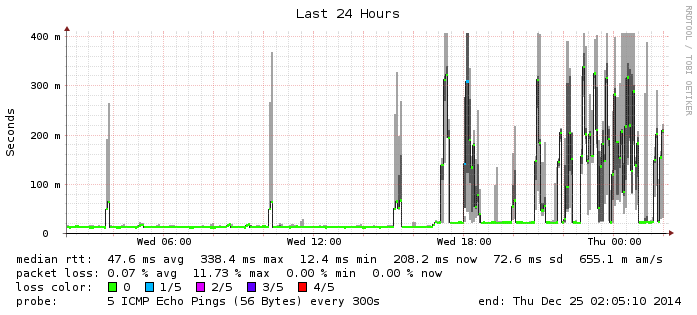 Last 24 Hours
RRDTOOL / TOBI OETIKER
Seconds
400 m
300 m
200 m
100 m
0
Wed 06:00 Wed 12:00 Wed 18:00 Thu 00:00
median rtt: 47.6 ms avg 338.4 ms max 12.4 ms min 208.2 ms now 72.6 ms sd 655.1 m am/s
packet loss: 0.07 % avg 11.73 % max 0.00 % min 0.00 % now
loss color: 0 1/5 2/5 3/5 4/5
probe: 5 ICMP Echo Pings (56 Bytes) every 300s end: Thu Dec 25 02:05:10 2014